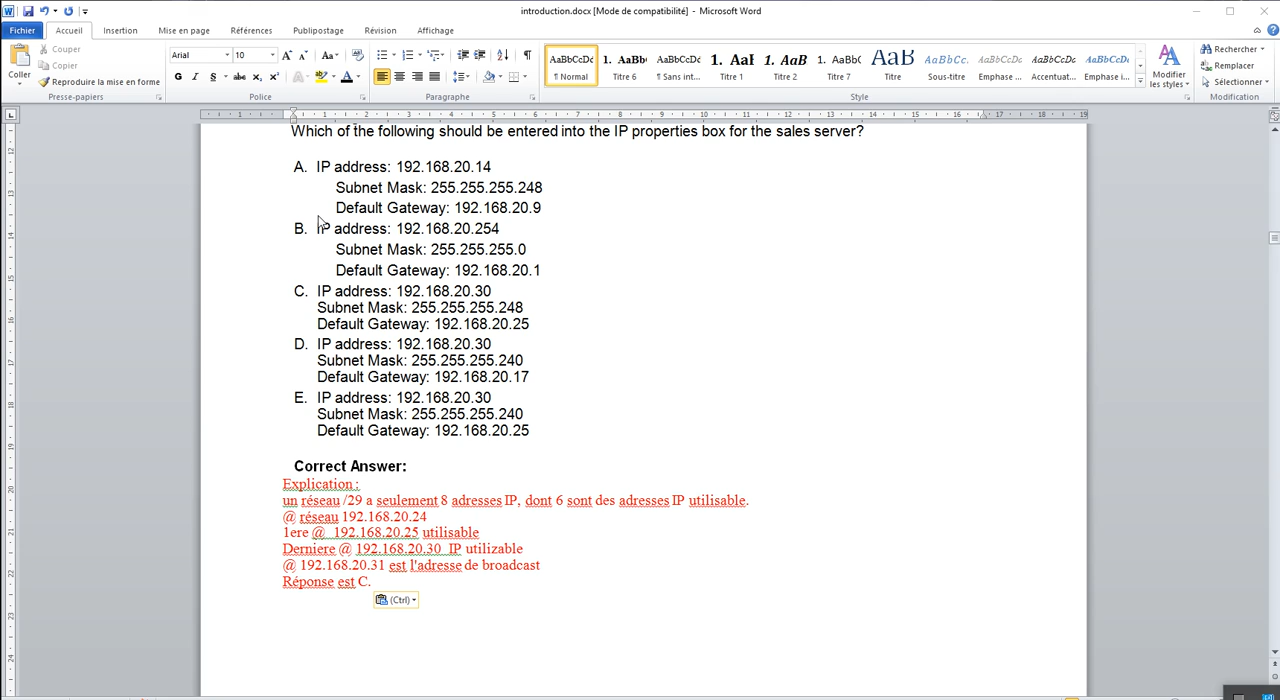 introduction.docx [Mode de compatibilité] - Microsoft Word
Fichier Accueil Insertion Mise en page Références Publipostage Révision Affichage
Coller
Couper
Copier
Reproduire la mise en forme
Presse-papiers
Arial 10
Police
Paragraphe
AaBbCcDc 1. AaBb( AaBbCcDc 1. AaI 1. AaB 1. AaBbC AaB AaBbCc. AaBbCcDc AaBbCcDc AaBbCcDc
¶ Normal Titre 6 ¶ Sans int... Titre 1 Titre 2 Titre 7 Titre Sous-titre Emphase ... Accentuat... Emphase i...
Style
Modifier
les styles
Rechercher
Remplacer
Sélectionner
Modification
Which of the following should be entered into the IP properties box for the sales server?
A. IP address: 192.168.20.14
Subnet Mask: 255.255.255.248
Default Gateway: 192.168.20.9
B. IP address: 192.168.20.254
Subnet Mask: 255.255.255.0
Default Gateway: 192.168.20.1
C. IP address: 192.168.20.30
Subnet Mask: 255.255.255.248
Default Gateway: 192.168.20.25
D. IP address: 192.168.20.30
Subnet Mask: 255.255.255.240
Default Gateway: 192.168.20.17
E. IP address: 192.168.20.30
Subnet Mask: 255.255.255.240
Default Gateway: 192.168.20.25
Correct Answer:
Explication :
un réseau /29 a seulement 8 adresses IP, dont 6 sont des adresses IP utilisable.
@ réseau 192.168.20.24
1ere @ 192.168.20.25 utilisable
Derniere @ 192.168.20.30 IP utilizable
@ 192.168.20.31 est l'adresse de broadcast
Réponse est C.
(Ctrl)